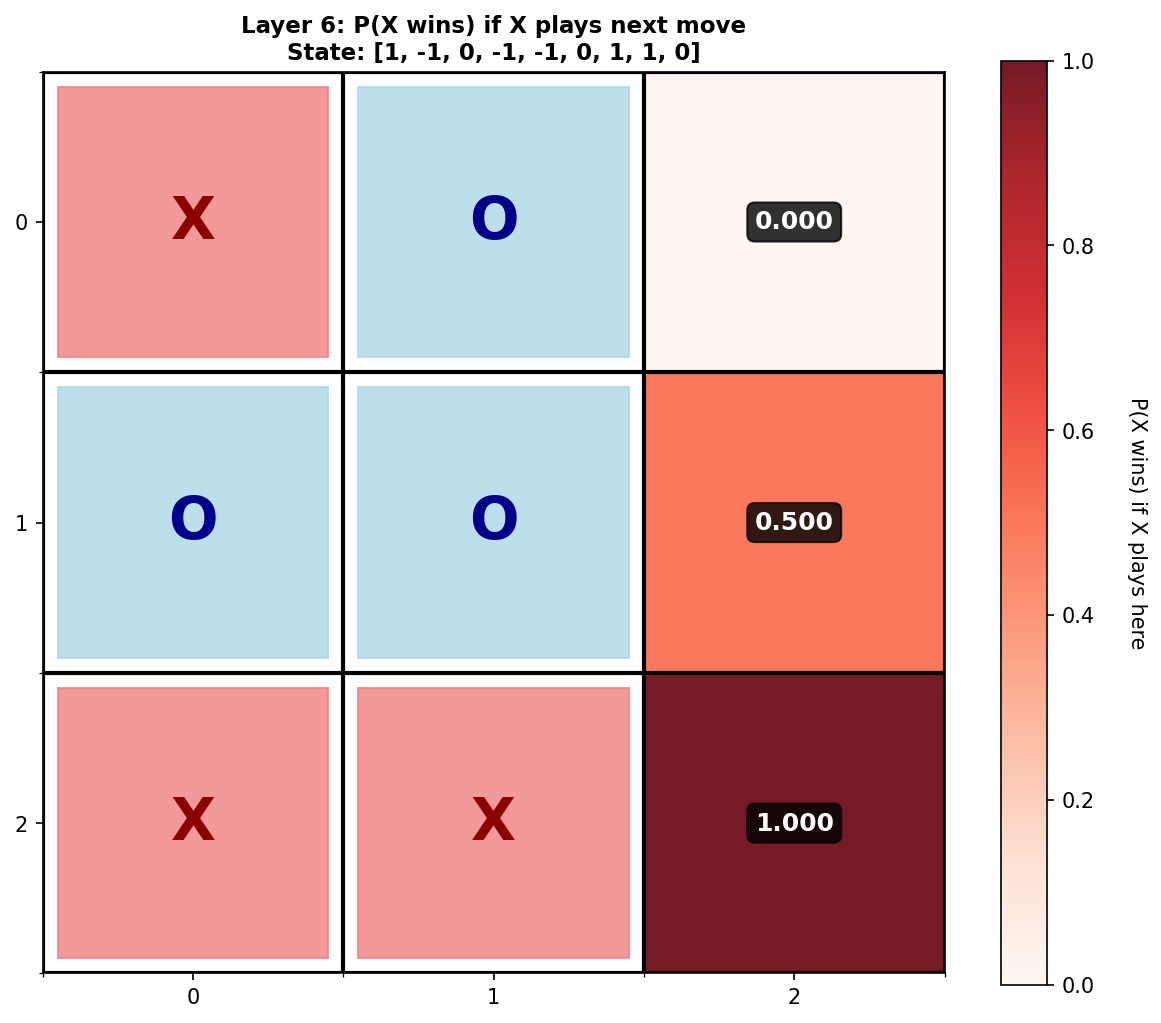 Layer 6: P(X wins) if X plays next move
State: [1, -1, 0, -1, -1, 0, 1, 1, 0]
0
X
O
0.000
1
O
O
0.500
2
X
X
1.000
0
1
2
1.0
0.8
0.6
0.4
0.2
0.0
P(X wins) if X plays here